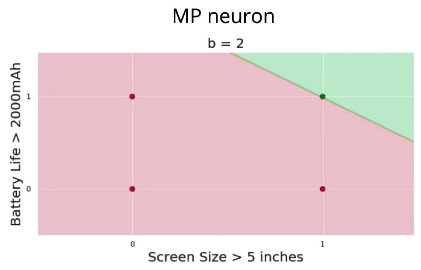 MP neuron
b = 2
Battery Life > 2000mAh
1
0
0
1
Screen Size > 5 inches